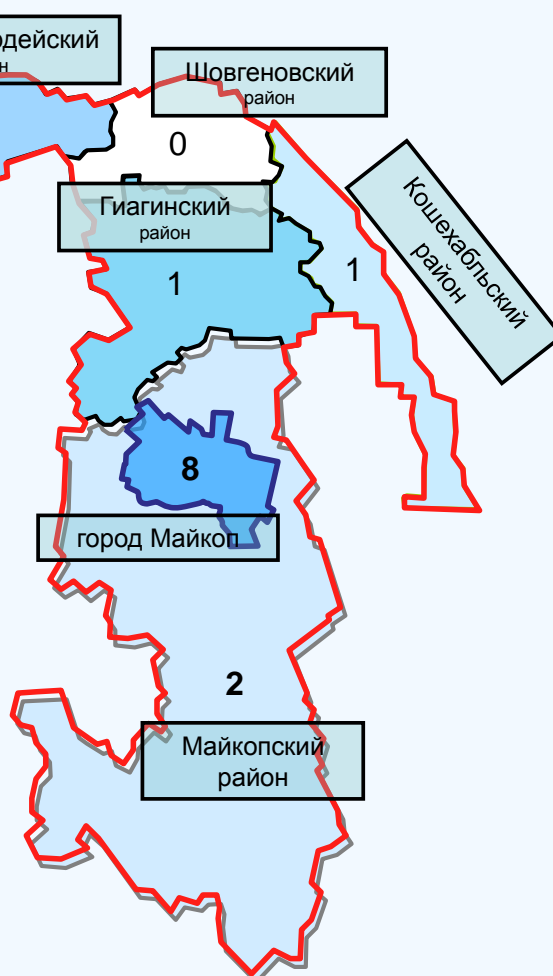 одейский
н
Шовгеновский
район
0
Кошехабльский
район
Гиагинский
район
1
1
8
город Майкоп
2
Майкопский
район